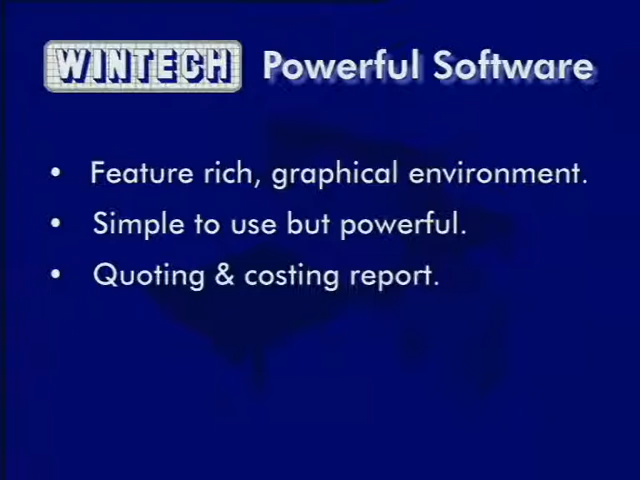 WINTECH Powerful Software
• Feature rich, graphical environment.
• Simple to use but powerful.
• Quoting & costing report.